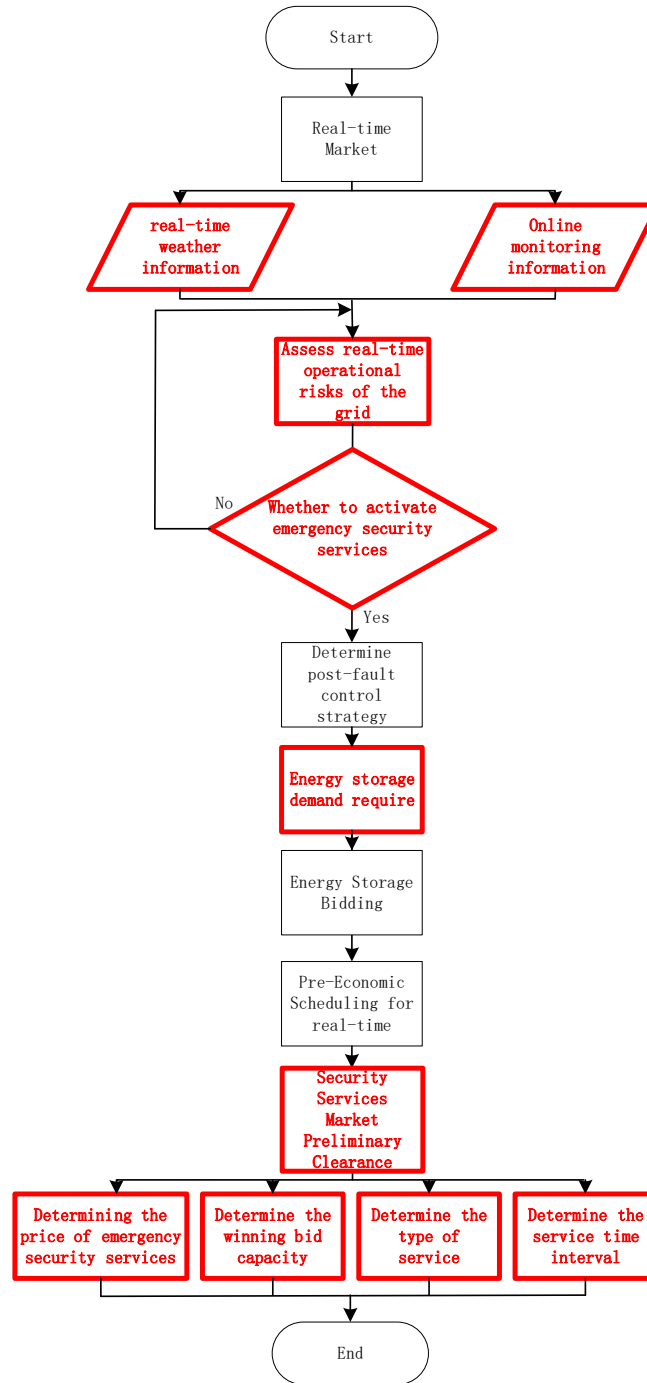 Start
Real-time
Market
real-time
weather
information
Online
monitoring
information
Assess real-time
operational
risks of the
grid
No
Whether to activate
emergency security
services
Yes
Determine
post-fault
control
strategy
Energy storage
demand require
Energy Storage
Bidding
Pre-Economic
Scheduling for
real-time
Security
Services
Market
Preliminary
Clearance
Determining the
price of emergency
security services
Determine the
winning bid
capacity
Determine the
type of
service
Determine the
service time
interval
End